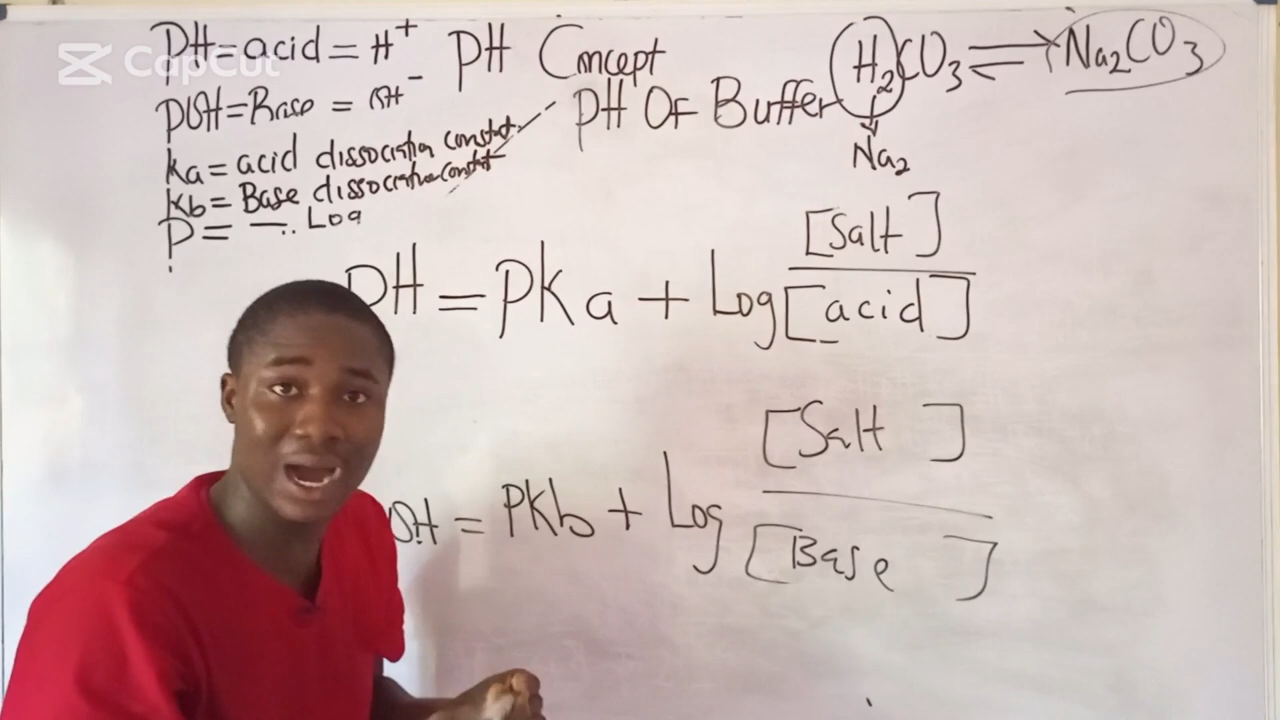 CapCut
PH=acid=H⁺
POH=Base = OH⁻
Ka=acid dissociation constant
Kb= Base dissociation constant
P= - Log
PH Concept
PH OF Buffer
H₂CO₃ ⇌ Na₂CO₃
↓
Na₂
PH = PKa + Log [Salt] / [acid]
OH = PKb + Log [Salt] / [Base]